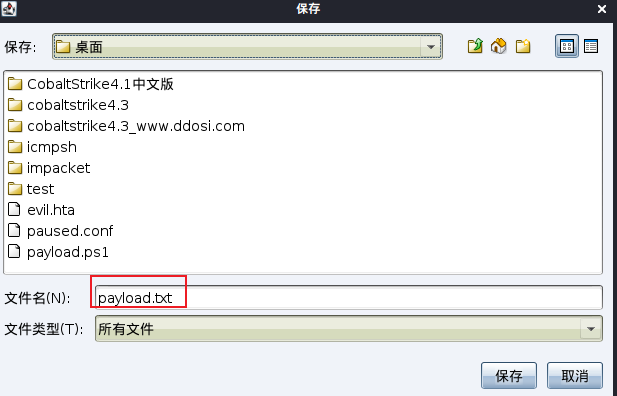 保存
保存:
桌面
CobaltStrike4.1中文版
cobaltstrike4.3
cobaltstrike4.3_www.ddosi.com
icmpsh
impacket
test
evil.hta
paused.conf
payload.ps1
文件名(N):
payload.txt
文件类型(T):
所有文件
保存
取消